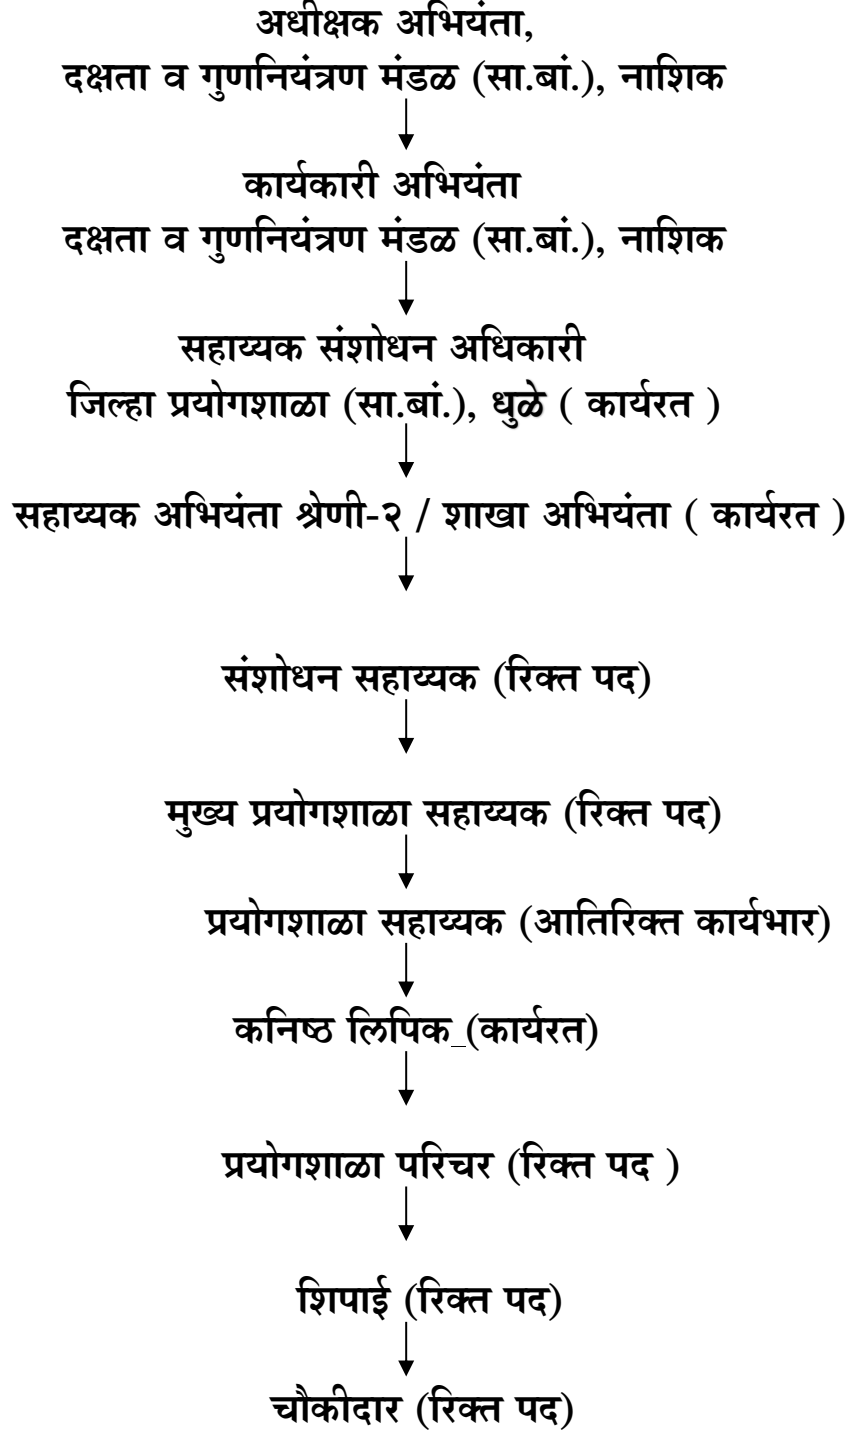 अधीक्षक अभियंता,
दक्षता व गुणनियंत्रण मंडळ (सा.बां.), नाशिक
कार्यकारी अभियंता
दक्षता व गुणनियंत्रण मंडळ (सा.बां.), नाशिक
सहाय्यक संशोधन अधिकारी
जिल्हा प्रयोगशाळा (सा.बां.), धुळे ( कार्यरत )
सहाय्यक अभियंता श्रेणी-२ / शाखा अभियंता ( कार्यरत )
संशोधन सहाय्यक (रिक्त पद)
मुख्य प्रयोगशाळा सहाय्यक (रिक्त पद)
प्रयोगशाळा सहाय्यक (आतिरिक्त कार्यभार)
कनिष्ठ लिपिक_(कार्यरत)
प्रयोगशाळा परिचर (रिक्त पद )
शिपाई (रिक्त पद)
चौकीदार (रिक्त पद)